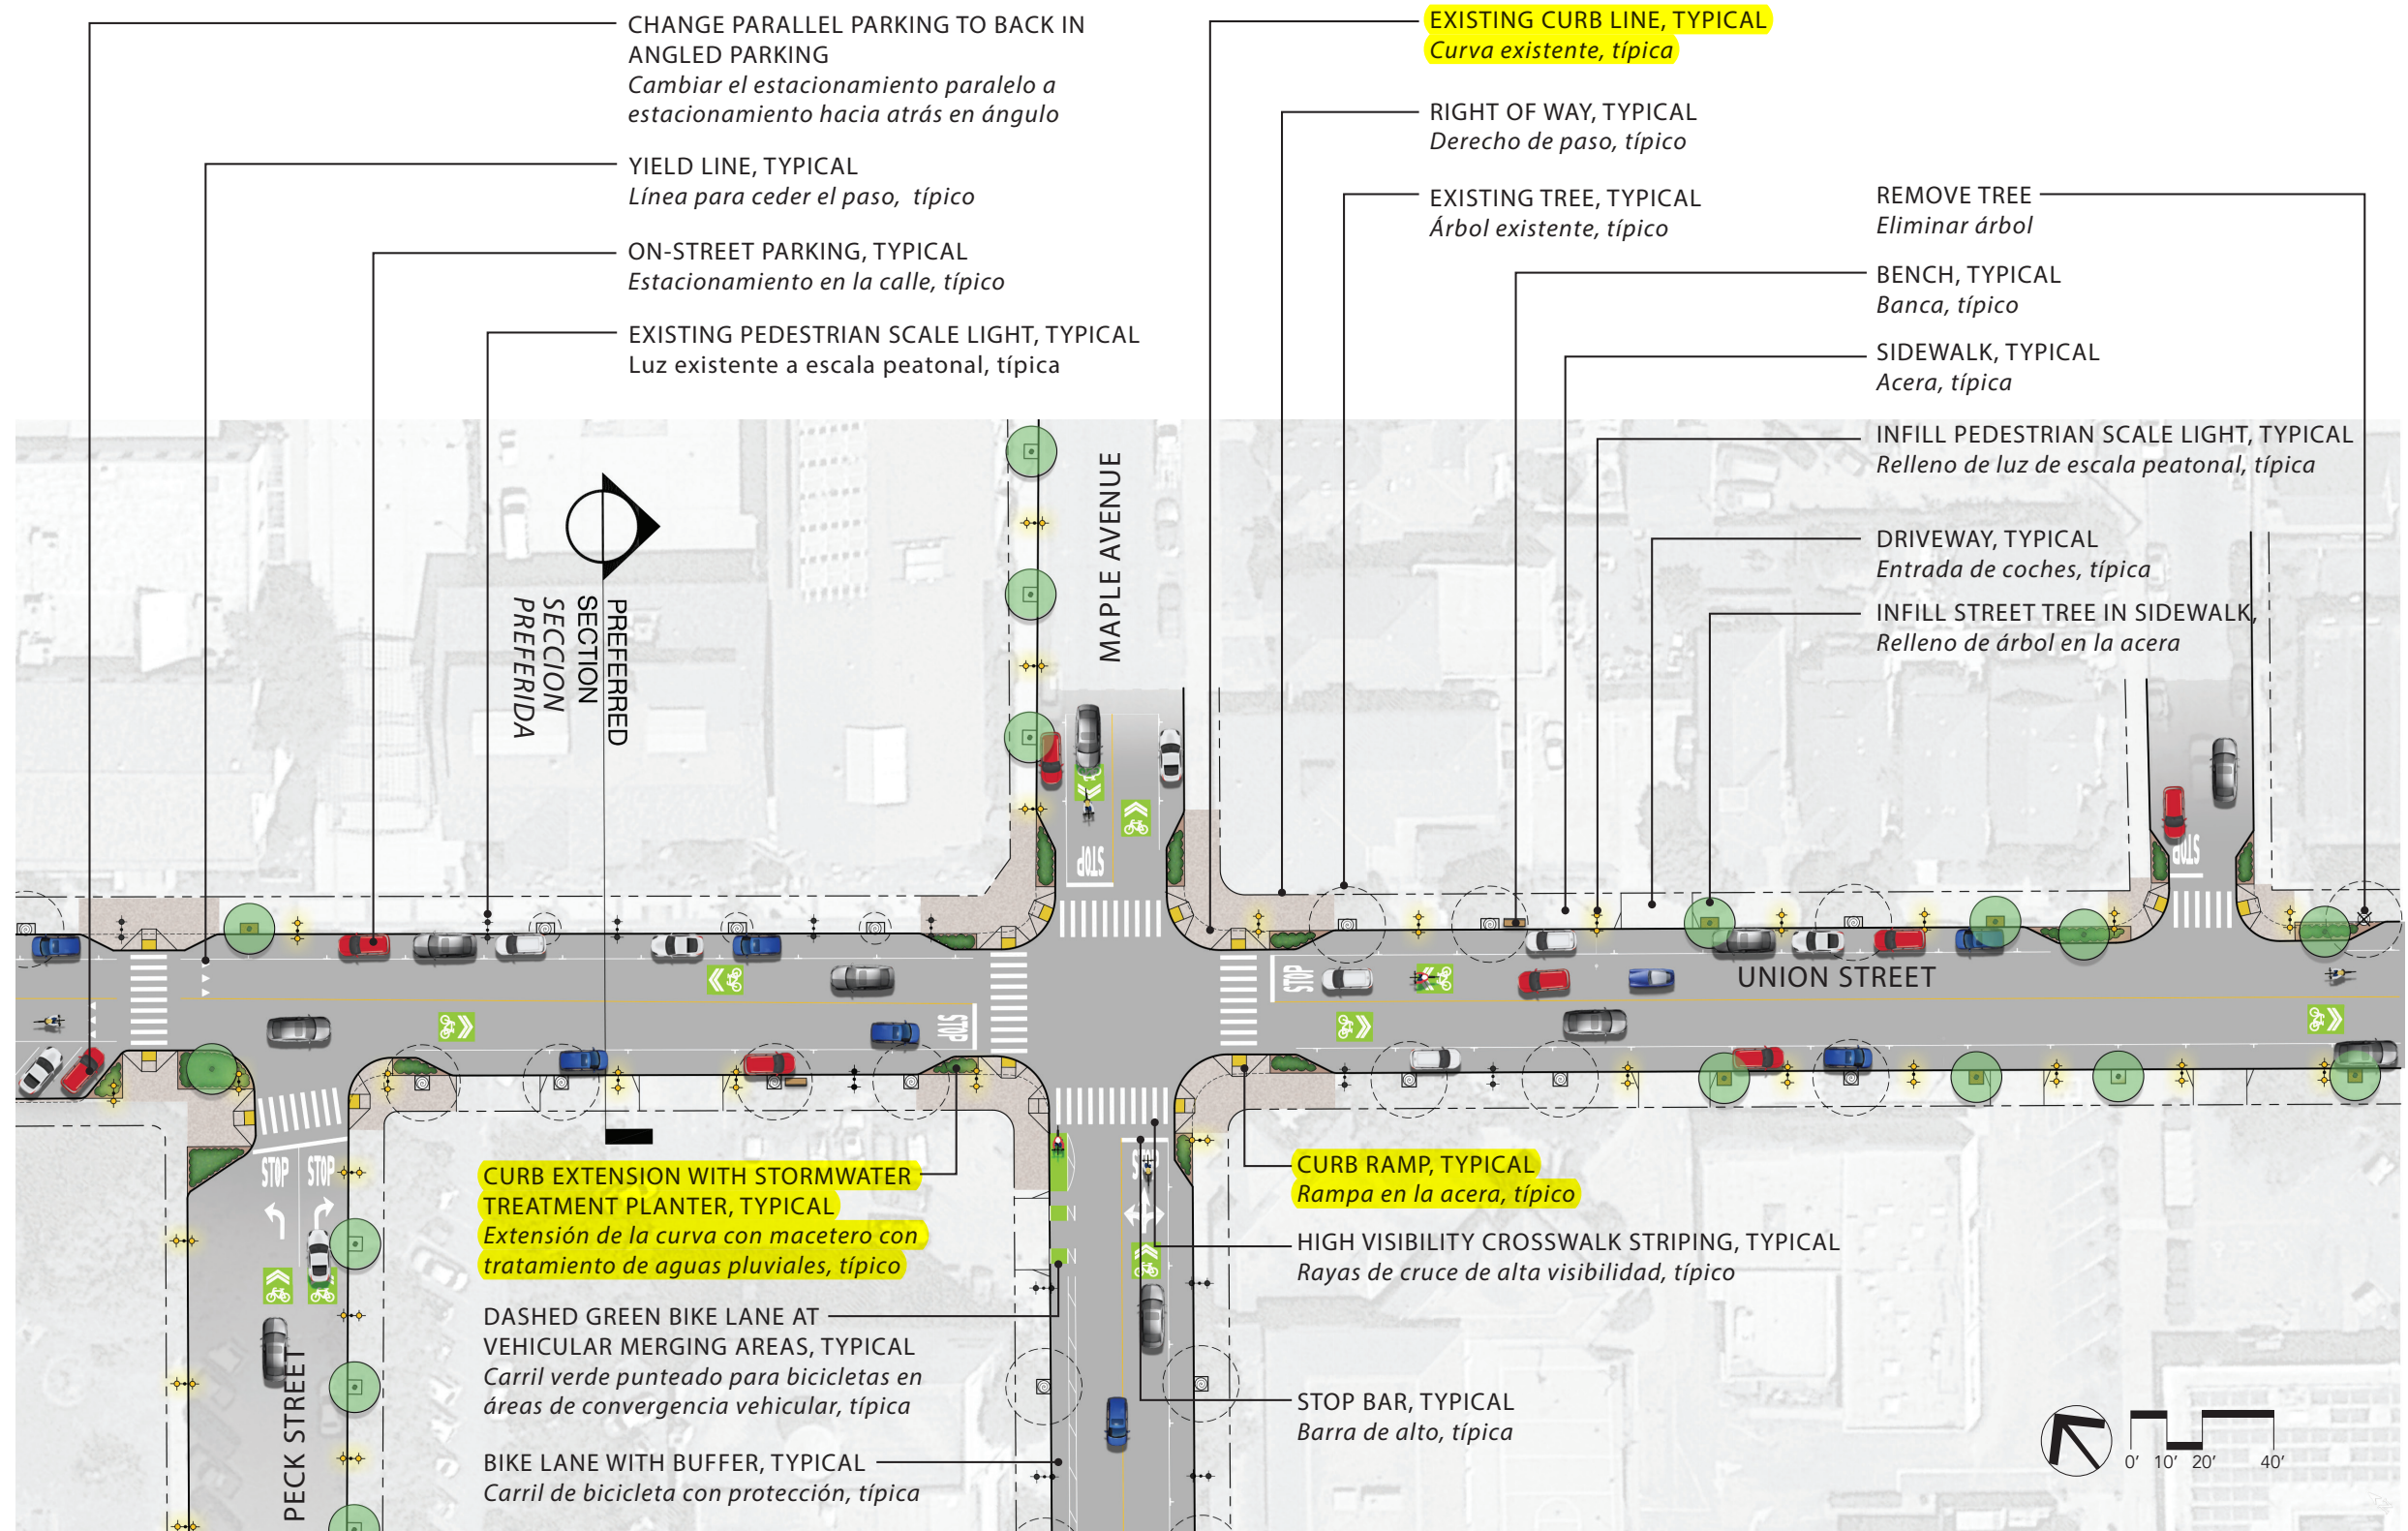 CHANGE PARALLEL PARKING TO BACK IN
ANGLED PARKING
Cambiar el estacionamiento paralelo a
estacionamiento hacia atrás en ángulo
YIELD LINE, TYPICAL
Línea para ceder el paso, típico
ON-STREET PARKING, TYPICAL
Estacionamiento en la calle, típico
EXISTING PEDESTRIAN SCALE LIGHT, TYPICAL
Luz existente a escala peatonal, típica
EXISTING CURB LINE, TYPICAL
Curva existente, típica
RIGHT OF WAY, TYPICAL
Derecho de paso, típico
EXISTING TREE, TYPICAL
Árbol existente, típico
REMOVE TREE
Eliminar árbol
BENCH, TYPICAL
Banca, típico
SIDEWALK, TYPICAL
Acera, típica
INFILL PEDESTRIAN SCALE LIGHT, TYPICAL
Relleno de luz de escala peatonal, típica
DRIVEWAY, TYPICAL
Entrada de coches, típica
INFILL STREET TREE IN SIDEWALK,
Relleno de árbol en la acera
PREFERRED
SECTION
SECCION
PREFERIDA
MAPLE AVENUE
STOP
STOP
STOP
STOP
UNION STREET
STOP
STOP
STOP
PECK STREET
CURB EXTENSION WITH STORMWATER
TREATMENT PLANTER, TYPICAL
Extensión de la curva con macetero con
tratamiento de aguas pluviales, típico
DASHED GREEN BIKE LANE AT
VEHICULAR MERGING AREAS, TYPICAL
Carril verde punteado para bicicletas en
áreas de convergencia vehicular, típica
BIKE LANE WITH BUFFER, TYPICAL
Carril de bicicleta con protección, típica
CURB RAMP, TYPICAL
Rampa en la acera, típico
HIGH VISIBILITY CROSSWALK STRIPING, TYPICAL
Rayas de cruce de alta visibilidad, típico
STOP BAR, TYPICAL
Barra de alto, típica
0' 10' 20' 40'